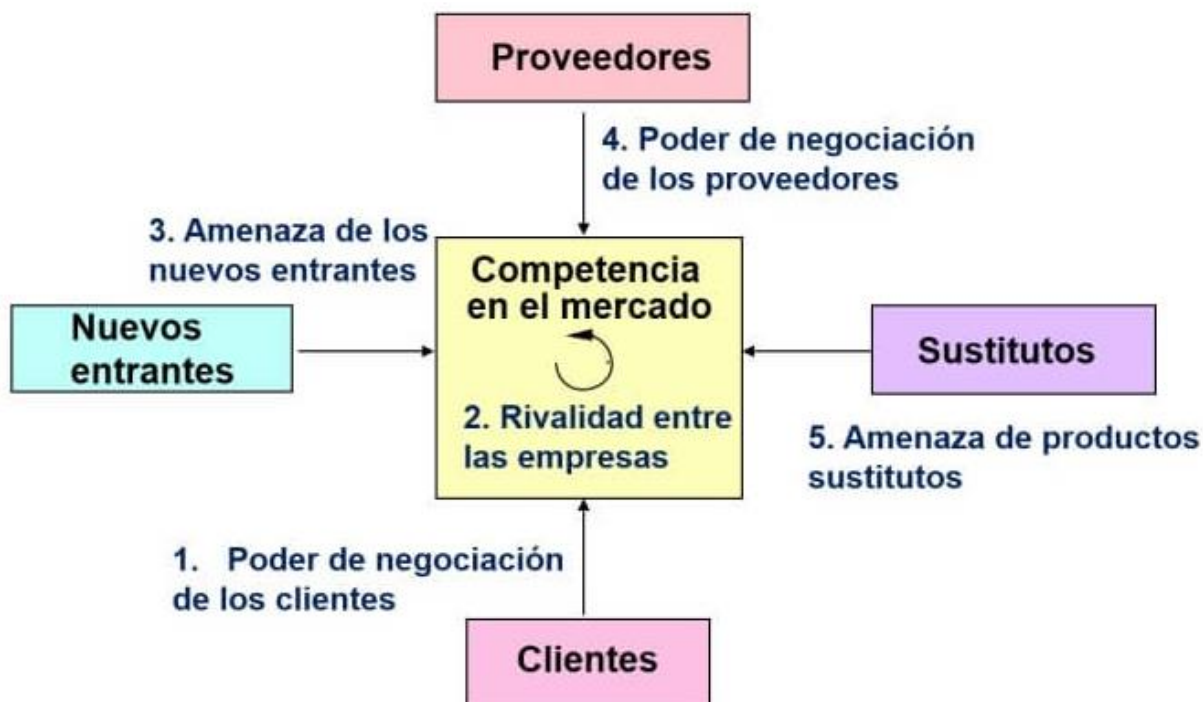 Proveedores
4. Poder de negociación
de los proveedores
3. Amenaza de los
nuevos entrantes
Competencia
en el mercado
Nuevos
entrantes
Sustitutos
2. Rivalidad entre
las empresas
5. Amenaza de productos
sustitutos
1. Poder de negociación
de los clientes
Clientes